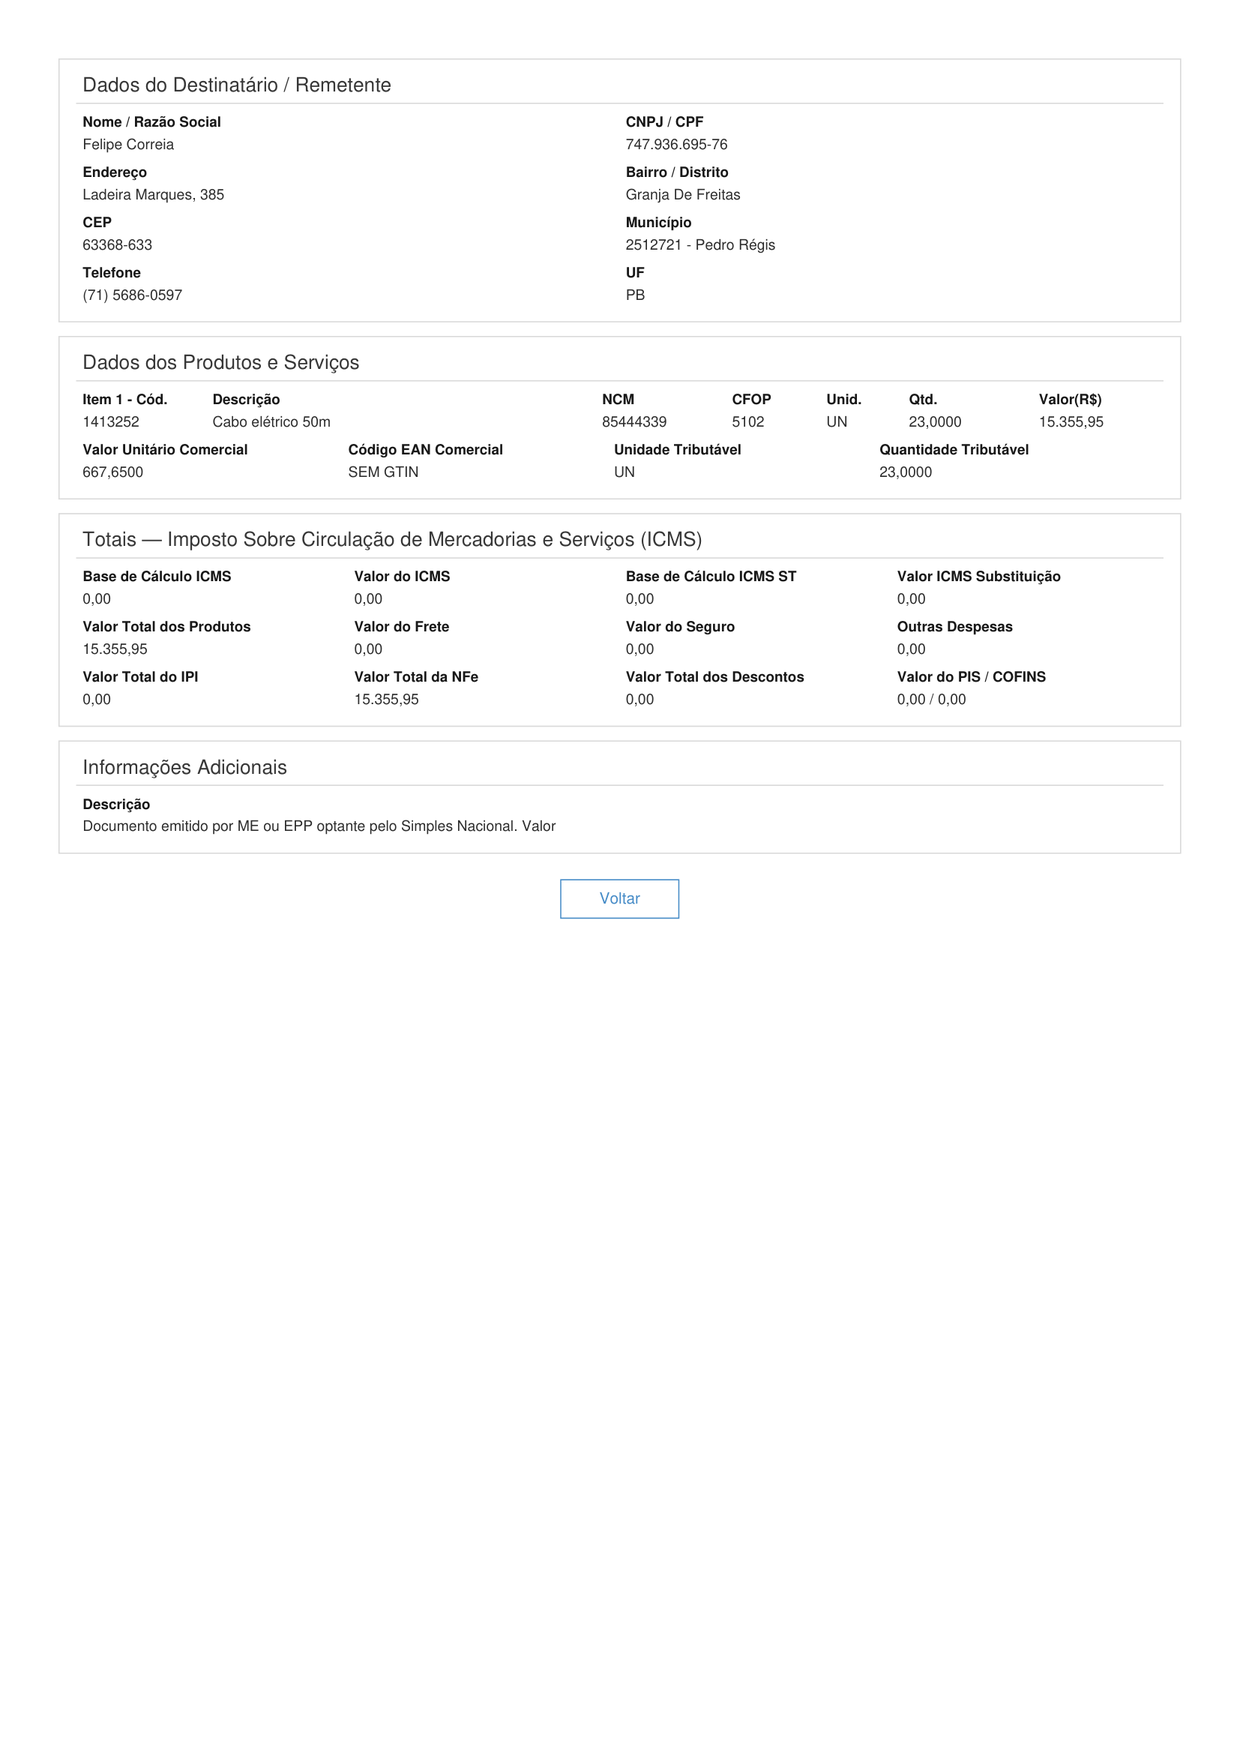 Dados do Destinatário / Remetente
Nome / Razão Social CNPJ / CPF
Felipe Correia 747.936.695-76
Endereço Bairro / Distrito
Ladeira Marques, 385 Granja De Freitas
CEP Município
63368-633 2512721 - Pedro Régis
Telefone UF
(71) 5686-0597 PB
Dados dos Produtos e Serviços
Item 1 - Cód. Descrição NCM CFOP Unid. Qtd. Valor(R$)
1413252 Cabo elétrico 50m 85444339 5102 UN 23,0000 15.355,95
Valor Unitário Comercial Código EAN Comercial Unidade Tributável Quantidade Tributável
667,6500 SEM GTIN UN 23,0000
Totais — Imposto Sobre Circulação de Mercadorias e Serviços (ICMS)
Base de Cálculo ICMS Valor do ICMS Base de Cálculo ICMS ST Valor ICMS Substituição
0,00 0,00 0,00 0,00
Valor Total dos Produtos Valor do Frete Valor do Seguro Outras Despesas
15.355,95 0,00 0,00 0,00
Valor Total do IPI Valor Total da NFe Valor Total dos Descontos Valor do PIS / COFINS
0,00 15.355,95 0,00 0,00 / 0,00
Informações Adicionais
Descrição
Documento emitido por ME ou EPP optante pelo Simples Nacional. Valor
Voltar